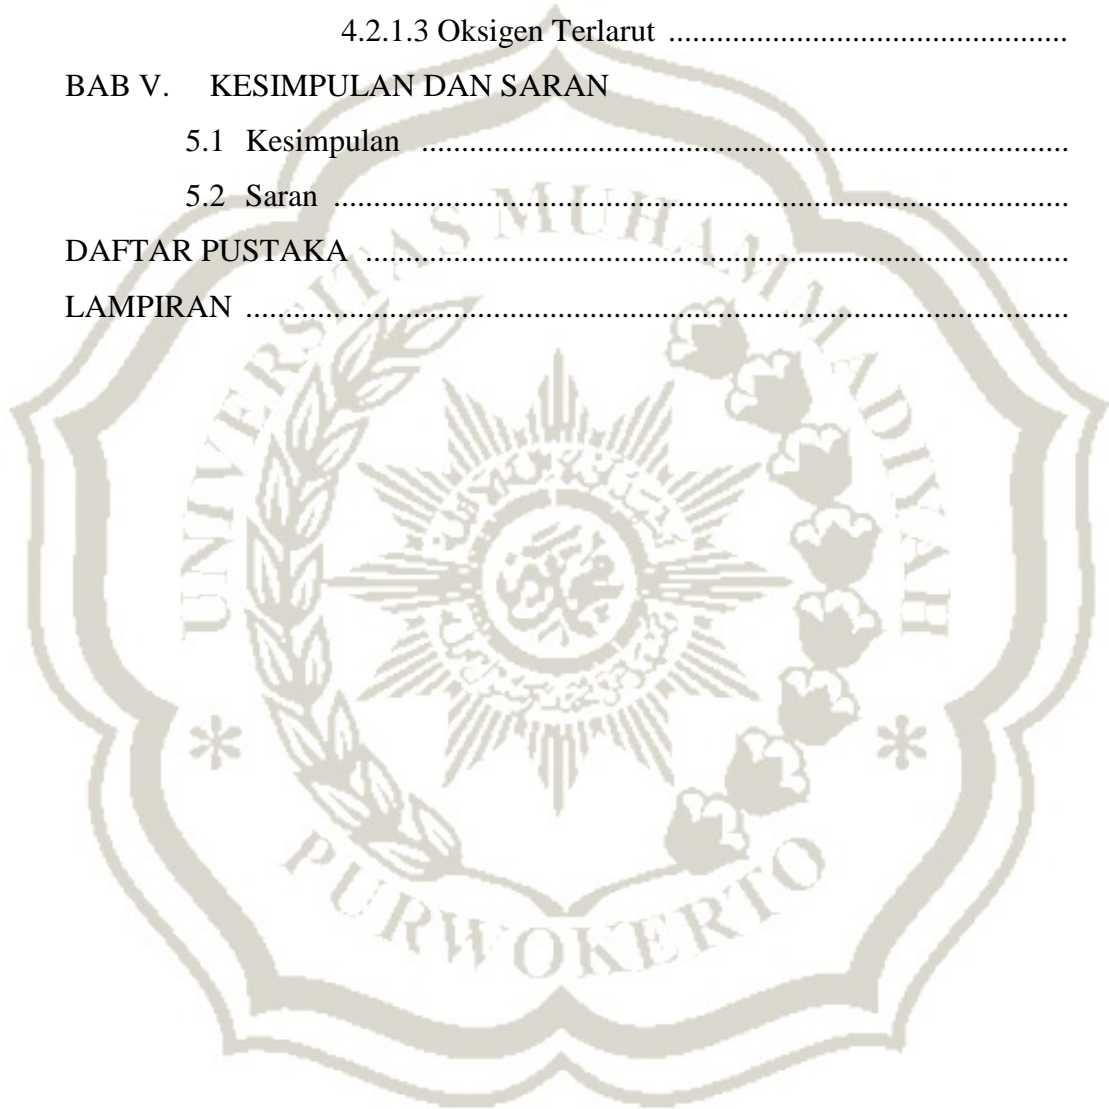 4.2.1.3 Oksigen Terlarut ..................................................
BAB V. KESIMPULAN DAN SARAN
5.1 Kesimpulan .................................................................................
5.2 Saran ............................................................................................
DAFTAR PUSTAKA ........................................................................................
LAMPIRAN .......................................................................................................
UNIVERSITAS MUHAMMADIYAH
* PURWOKERTO *